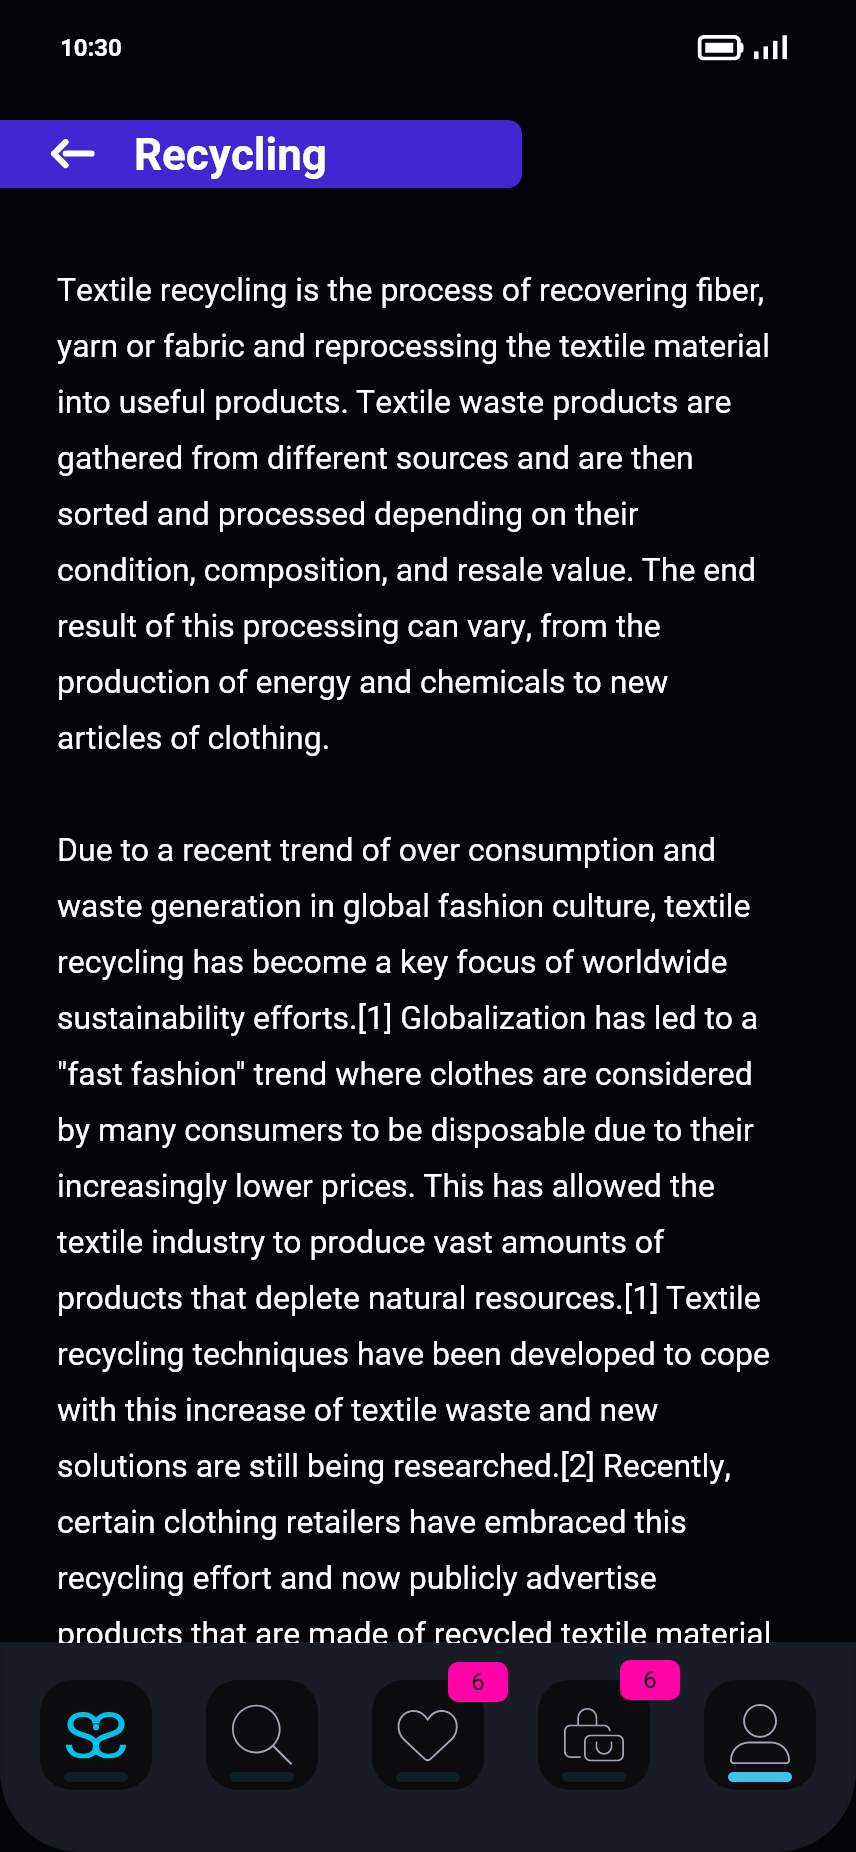 10:30
Recycling
Textile recycling is the process of recovering fiber,
yarn or fabric and reprocessing the textile material
into useful products. Textile waste products are
gathered from different sources and are then
sorted and processed depending on their
condition, composition, and resale value. The end
result of this processing can vary, from the
production of energy and chemicals to new
articles of clothing.
Due to a recent trend of over consumption and
waste generation in global fashion culture, textile
recycling has become a key focus of worldwide
sustainability efforts.[1] Globalization has led to a
"fast fashion" trend where clothes are considered
by many consumers to be disposable due to their
increasingly lower prices. This has allowed the
textile industry to produce vast amounts of
products that deplete natural resources.[1] Textile
recycling techniques have been developed to cope
with this increase of textile waste and new
solutions are still being researched.[2] Recently,
certain clothing retailers have embraced this
recycling effort and now publicly advertise
products that are made of recycled textile material
6
6